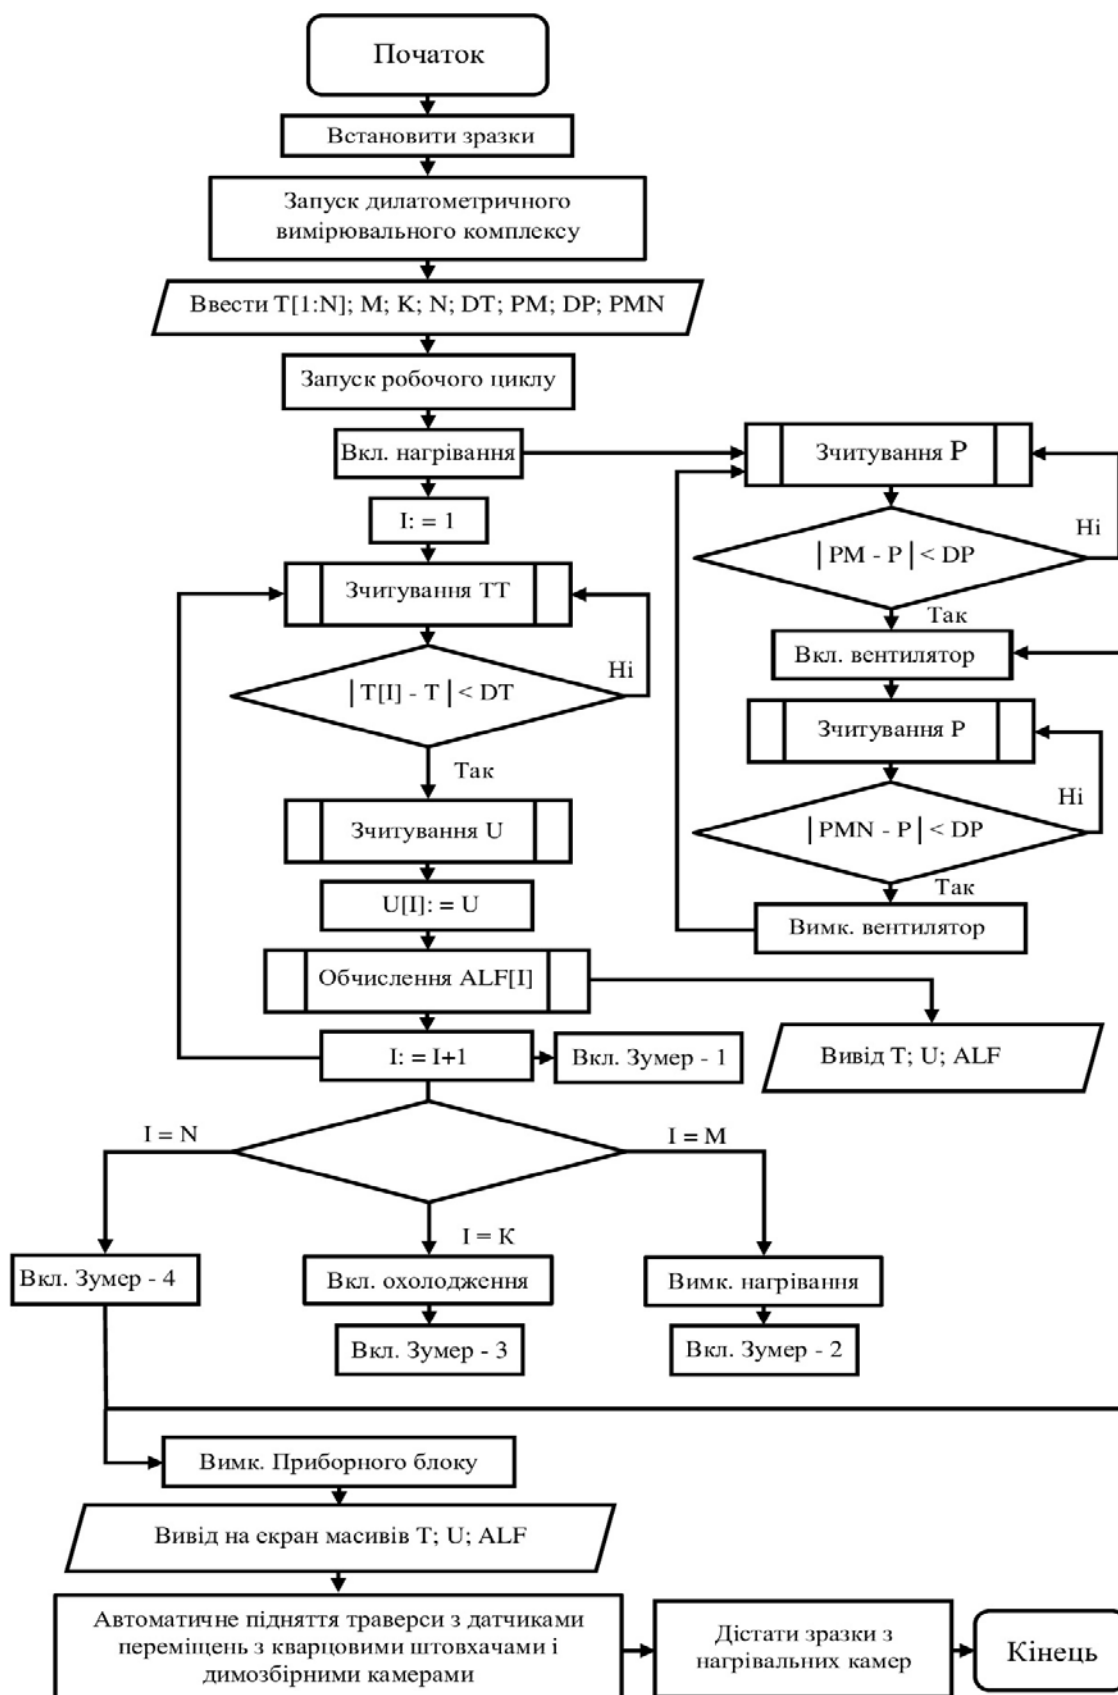 Початок
Встановити зразки
Запуск дилатометричного
вимірювального комплексу
Ввести T[1:N]; M; K; N; DT; PM; DP; PMN
Запуск робочого циклу
Вкл. нагрівання
I: = 1
Зчитування TT
Ні
|T[I] - T| < DT
Так
Зчитування U
U[I]: = U
Обчислення ALF[I]
I: = I+1
Вкл. Зумер - 1
Зчитування P
Ні
|PM - P| < DP
Так
Вкл. вентилятор
Зчитування P
Ні
|PMN - P| < DP
Так
Вимк. вентилятор
Вивід T; U; ALF
I = N
I = M
I = K
Вкл. Зумер - 4
Вкл. охолодження
Вимк. нагрівання
Вкл. Зумер - 3
Вкл. Зумер - 2
Вимк. Приборного блоку
Вивід на екран масивів T; U; ALF
Автоматичне підняття траверси з датчиками
переміщень з кварцовими штовхачами і
димозбірними камерами
Дістати зразки з
нагрівальних камер
Кінець